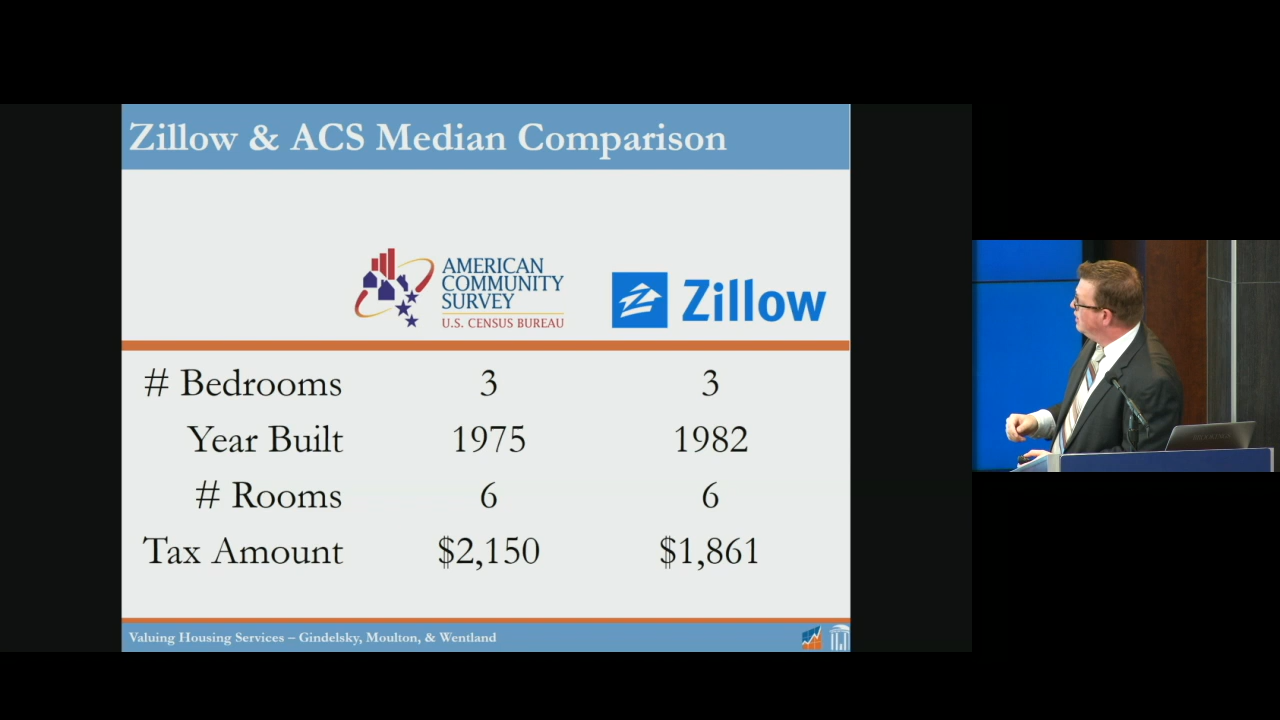 Zillow & ACS Median Comparison
AMERICAN
COMMUNITY
SURVEY
U.S. CENSUS BUREAU
Zillow
# Bedrooms 3 3
Year Built 1975 1982
# Rooms 6 6
Tax Amount $2,150 $1,861
Valuing Housing Services – Gindelsky, Moulton, & Wentland